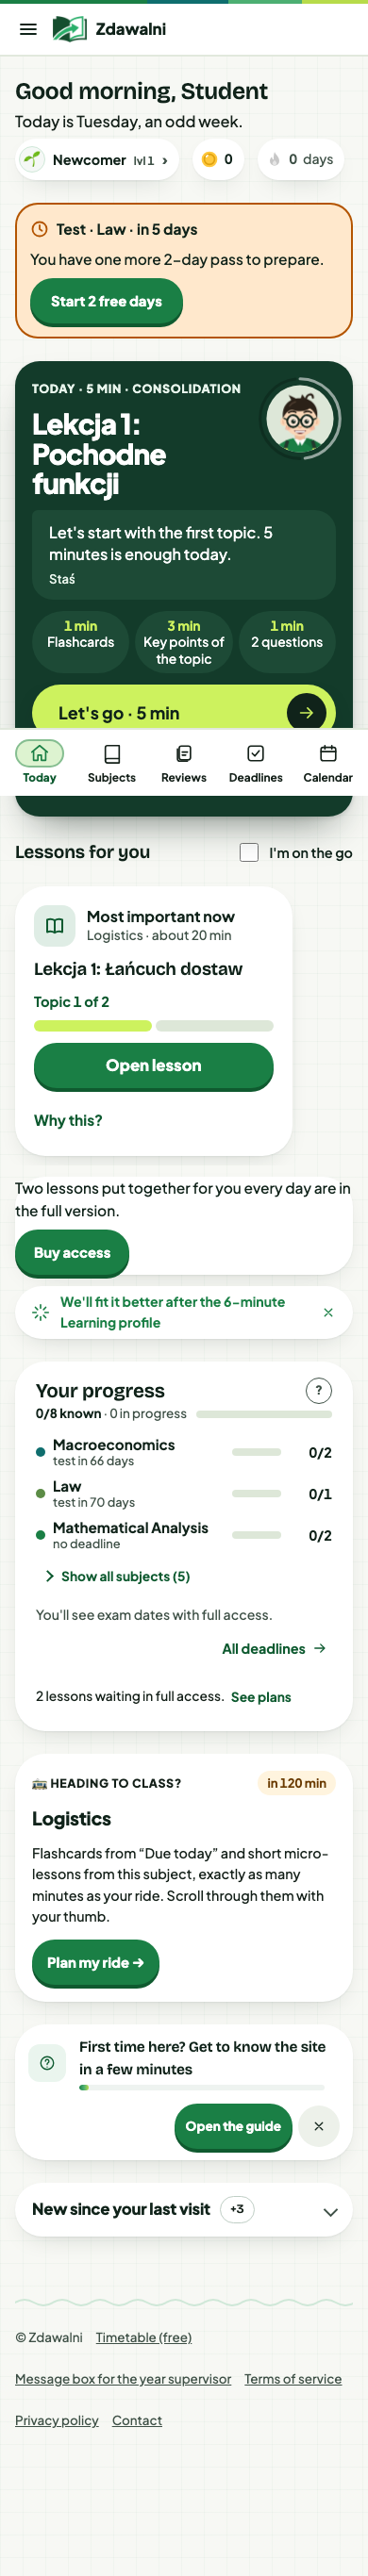 Zdawalni
Good morning, Student
Today is Tuesday, an odd week.
Newcomer lvl 1 ›
0
0 days
Test · Law · in 5 days
You have one more 2-day pass to prepare.
Start 2 free days
TODAY · 5 MIN · CONSOLIDATION
Lekcja 1:
Pochodne
funkcji
Let's start with the first topic. 5
minutes is enough today.
Staś
1 min
Flashcards
3 min
Key points of
the topic
1 min
2 questions
Let's go · 5 min
Today
Subjects
Reviews
Deadlines
Calendar
Lessons for you
I'm on the go
Most important now
Logistics · about 20 min
Lekcja 1: Łańcuch dostaw
Topic 1 of 2
Open lesson
Why this?
Two lessons put together for you every day are in
the full version.
Buy access
We'll fit it better after the 6-minute
Learning profile
Your progress
?
0/8 known · 0 in progress
Macroeconomics
test in 66 days
0/2
Law
test in 70 days
0/1
Mathematical Analysis
no deadline
0/2
Show all subjects (5)
You'll see exam dates with full access.
All deadlines →
2 lessons waiting in full access. See plans
HEADING TO CLASS?
in 120 min
Logistics
Flashcards from “Due today” and short micro-
lessons from this subject, exactly as many
minutes as your ride. Scroll through them with
your thumb.
Plan my ride →
First time here? Get to know the site
in a few minutes
Open the guide
New since your last visit
+3
© Zdawalni Timetable (free)
Message box for the year supervisor Terms of service
Privacy policy Contact